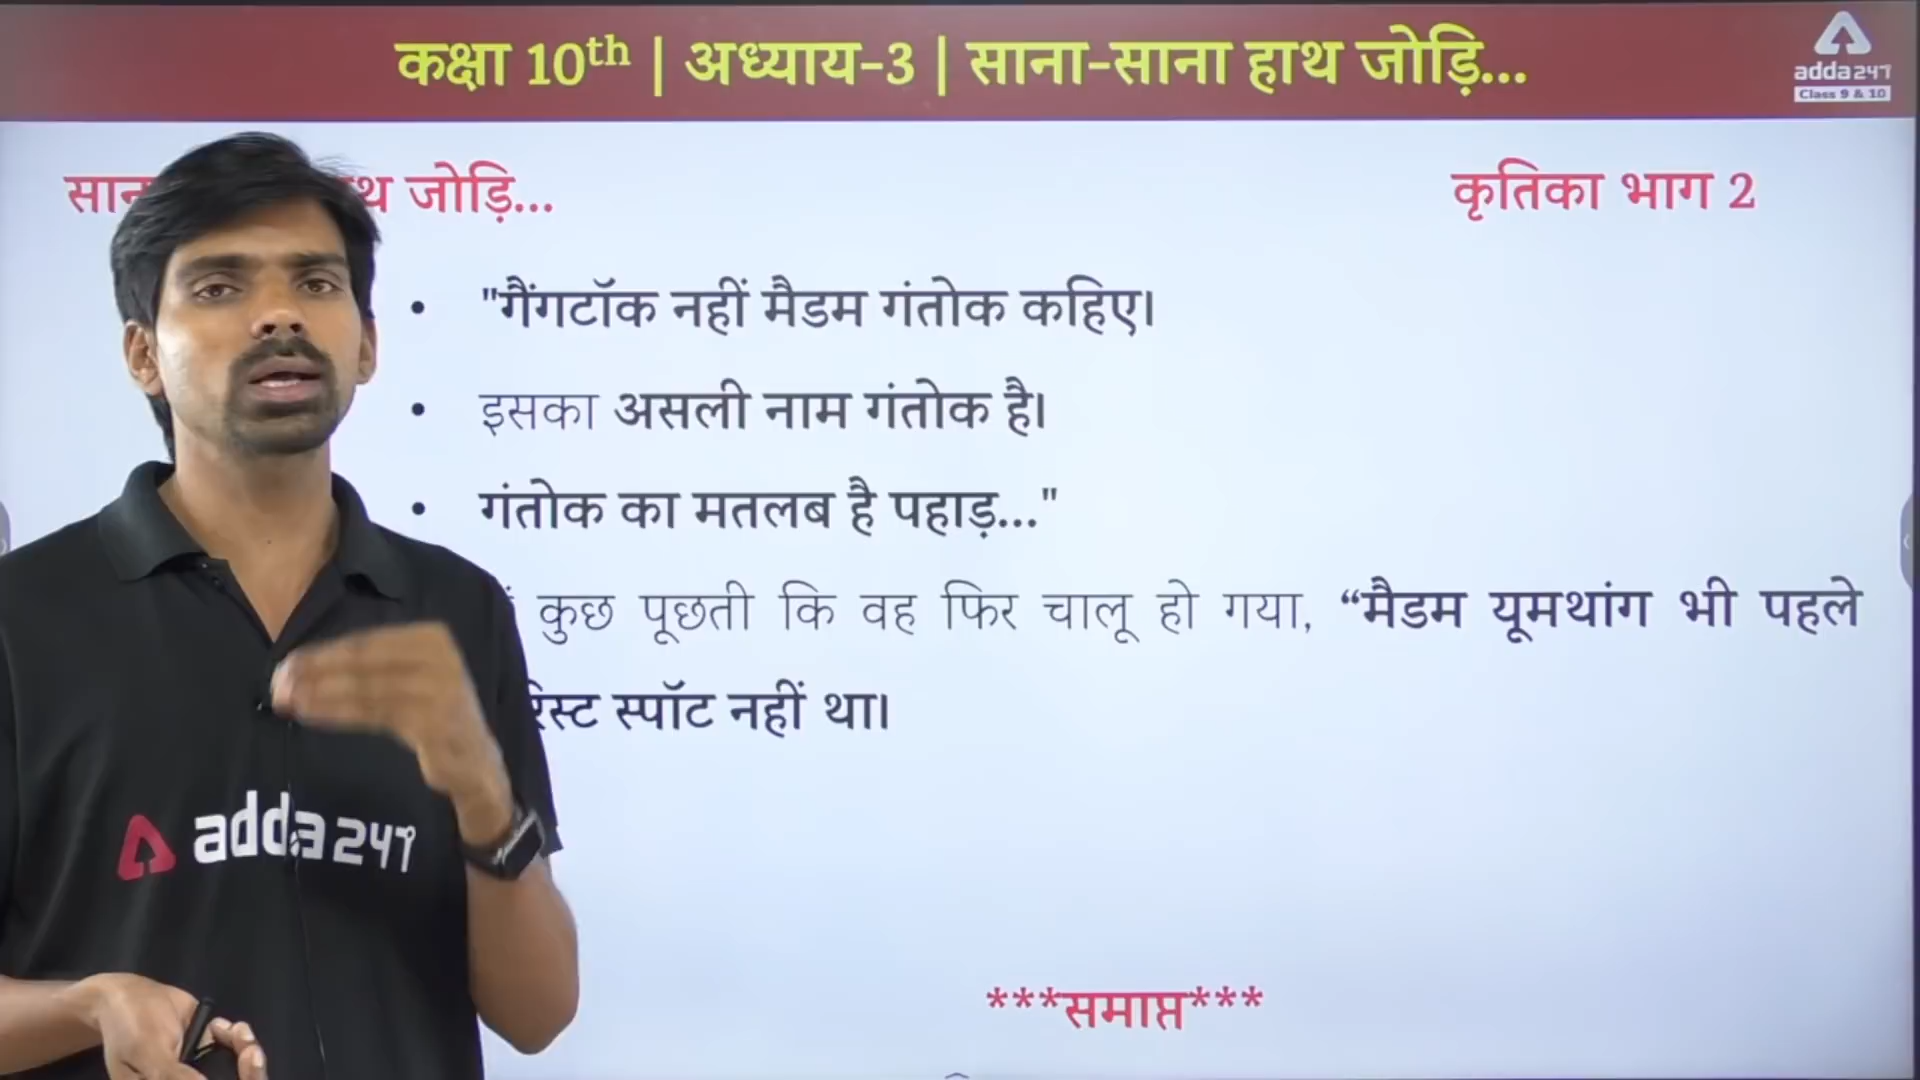 कक्षा 10th | अध्याय-3 | साना-साना हाथ जोड़ि...
adda247
Class 9 & 10
जोड़ि...
कृतिका भाग 2
• "गैंगटॉक नहीं मैडम गंतोक कहिए।
• इसका असली नाम गंतोक है।
• गंतोक का मतलब है पहाड़..."
कुछ पूछती कि वह फिर चालू हो गया, “मैडम यूमथांग भी पहले
स्पॉट नहीं था।
***समाप्त***
adda247